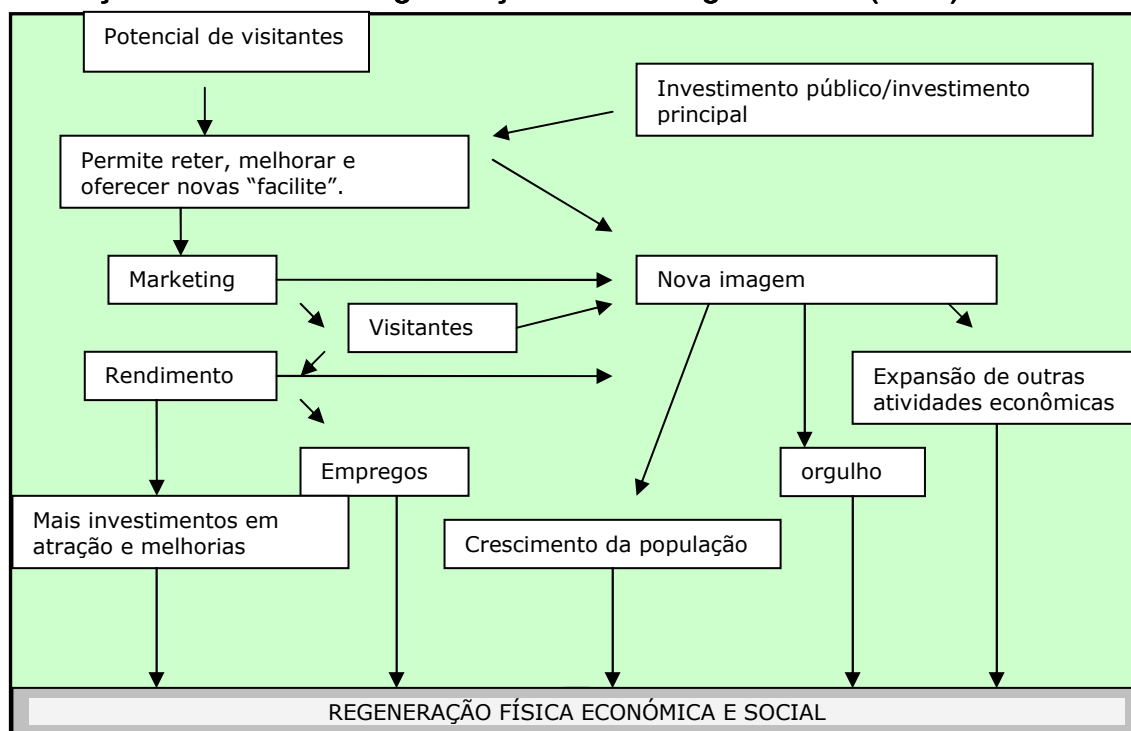 Potencial de visitantes
Investimento público/investimento
principal
Permite reter, melhorar e
oferecer novas “facilite”.
Marketing
Nova imagem
Visitantes
Rendimento
Expansão de outras
atividades econômicas
Empregos
orgulho
Mais investimentos em
atração e melhorias
Crescimento da população
REGENERAÇÃO FÍSICA ECONÓMICA E SOCIAL